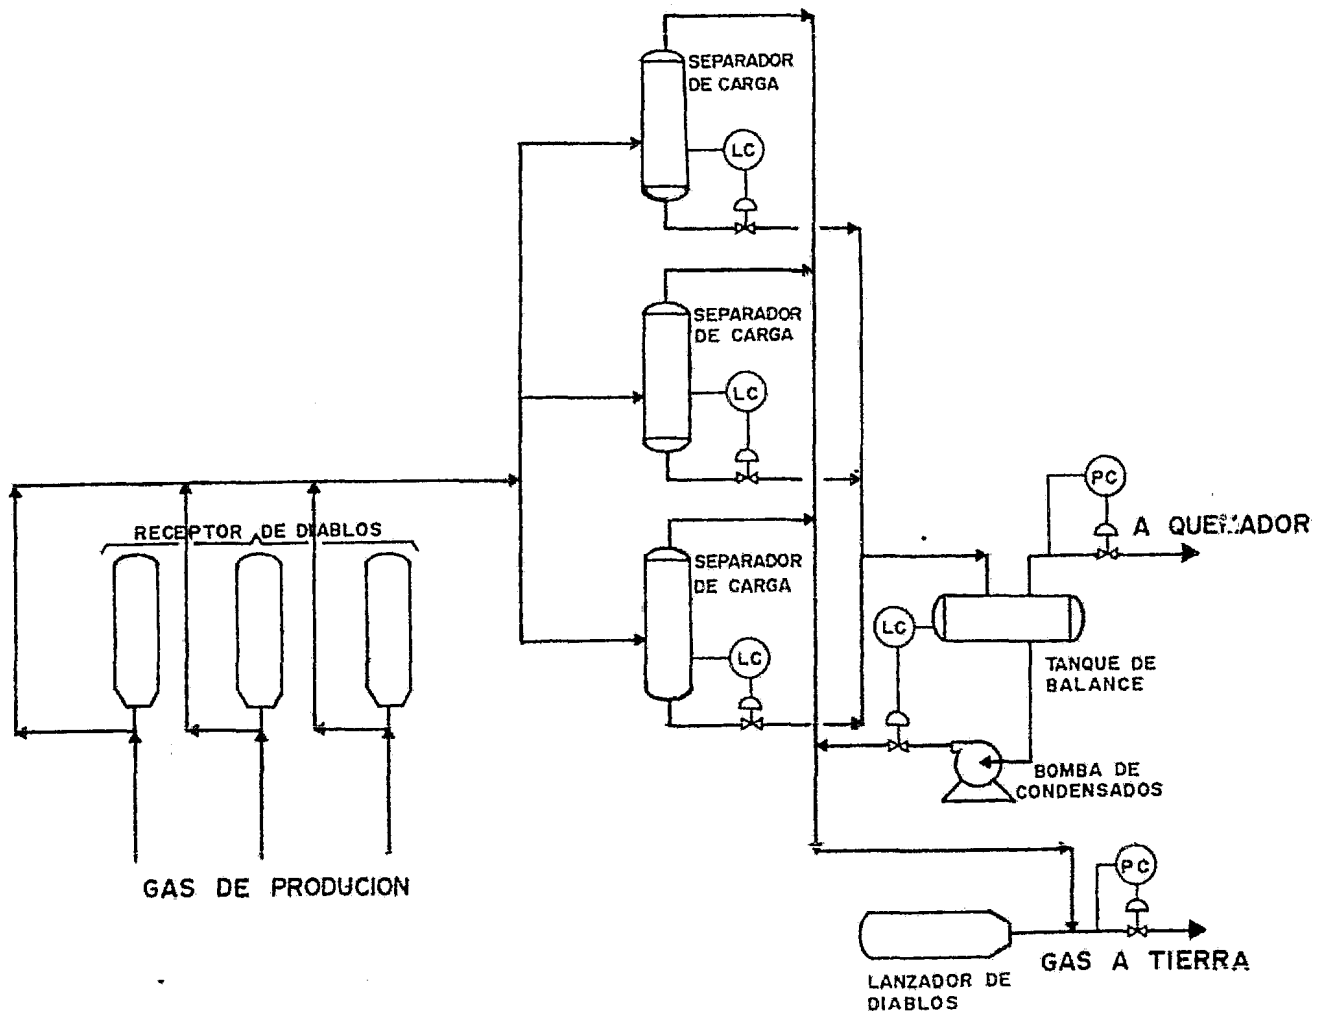 SEPARADOR
DE CARGA
LC
SEPARADOR
DE CARGA
LC
PC
A QUEMADOR
RECEPTOR DE DIABLOS
SEPARADOR
DE CARGA
LC
LC
TANQUE DE
BALANCE
BOMBA DE
CONDENSADOS
PC
GAS DE PRODUCION
GAS A TIERRA
LANZADOR DE
DIABLOS